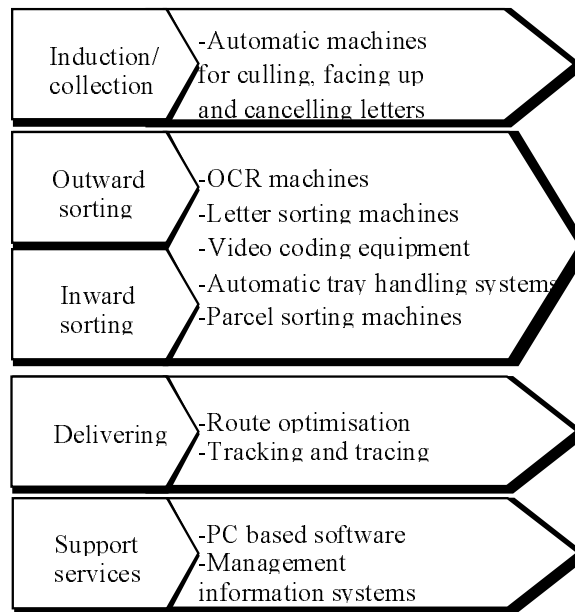 Induction/
collection
-Automatic machines
for culling, facing up
and cancelling letters
Outward
sorting
Inward
sorting
-OCR machines
-Letter sorting machines
-Video coding equipment
-Automatic tray handling systems
-Parcel sorting machines
Delivering
-Route optimisation
-Tracking and tracing
Support
services
-PC based software
-Management
information systems